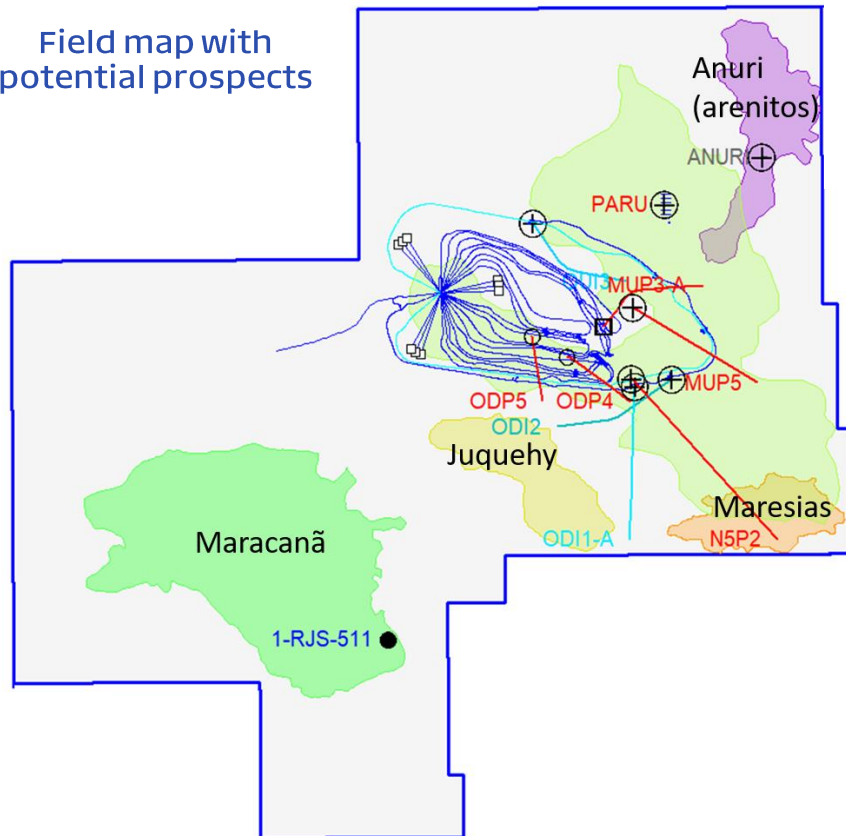 Field map with
potential prospects
Anuri
(arenitos)
ANURI
PARU
MUP3-A
MUP5
ODP5
ODP4
ODI2
Juquehy
Maresias
Maracanã
ODI1-A
N5P2
1-RJS-511